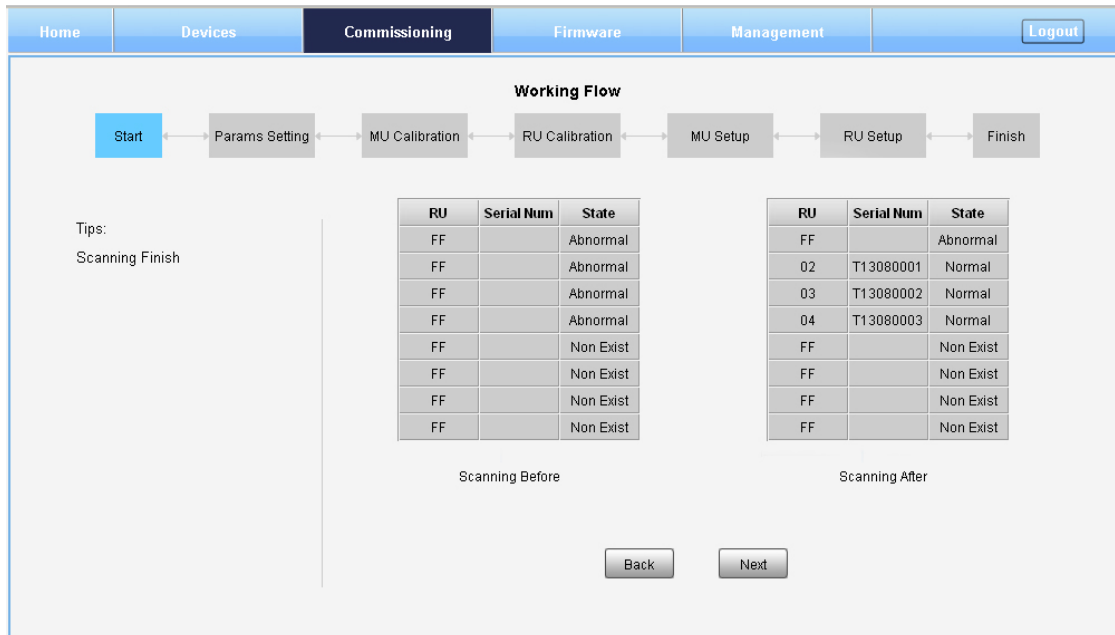 Home Devices Commissioning Firmware Management Logout
Working Flow
Start Params Setting MU Calibration RU Calibration MU Setup RU Setup Finish
Tips:
Scanning Finish
RU Serial Num State
FF Abnormal
FF Abnormal
FF Abnormal
FF Abnormal
FF Non Exist
FF Non Exist
FF Non Exist
FF Non Exist
Scanning Before
RU Serial Num State
FF Abnormal
02 T13080001 Normal
03 T13080002 Normal
04 T13080003 Normal
FF Non Exist
FF Non Exist
FF Non Exist
FF Non Exist
Scanning After
Back Next